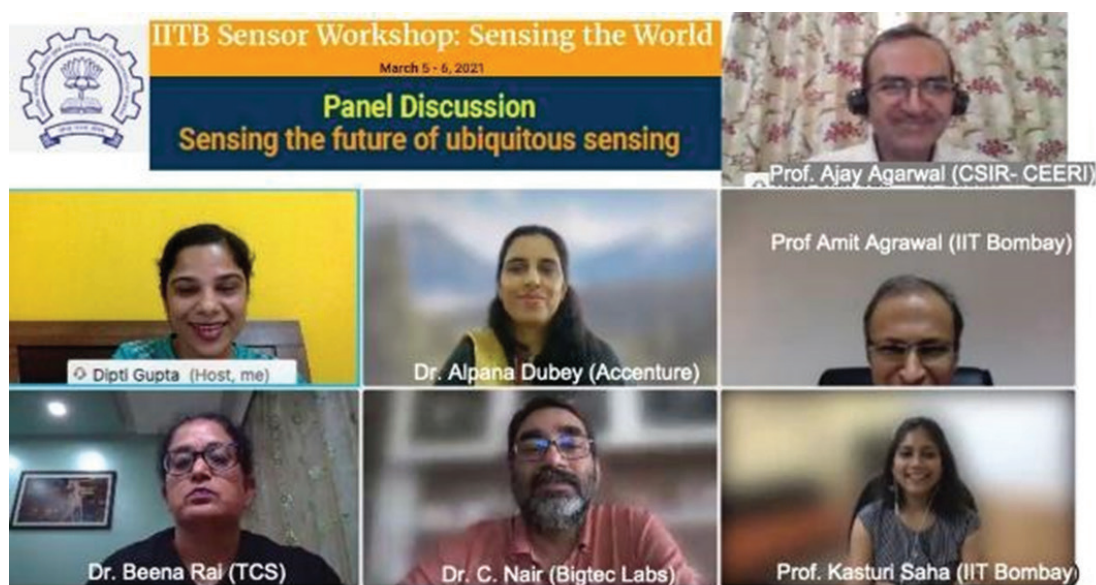 IITB Sensor Workshop: Sensing the World
March 5 - 6, 2021
Panel Discussion
Sensing the future of ubiquitous sensing
Prof. Ajay Agarwal (CSIR- CEERI)
Dipti Gupta (Host, me)
Dr. Alpana Dubey (Accenture)
Prof Amit Agrawal (IIT Bombay)
Dr. Beena Rai (TCS)
Dr. C. Nair (Bigtec Labs)
Prof. Kasturi Saha (IIT Bombay)